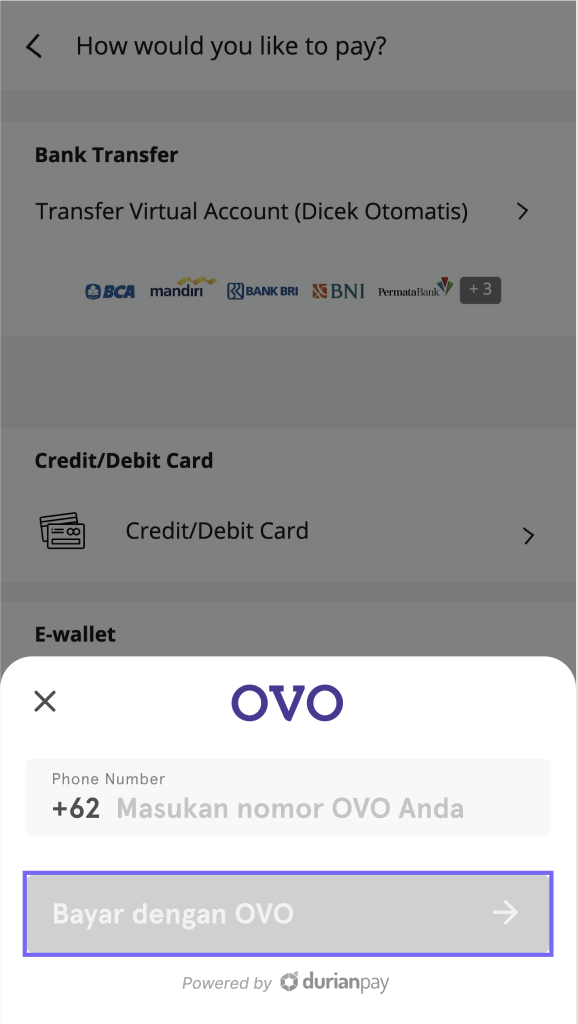 How would you like to pay?
Bank Transfer
Transfer Virtual Account (Dicek Otomatis)
BCA mandiri BANK BRI BNI PermataBank + 3
Credit/Debit Card
Credit/Debit Card
E-wallet
OVO
Phone Number
+62 Masukan nomor OVO Anda
Bayar dengan OVO
Powered by durianpay